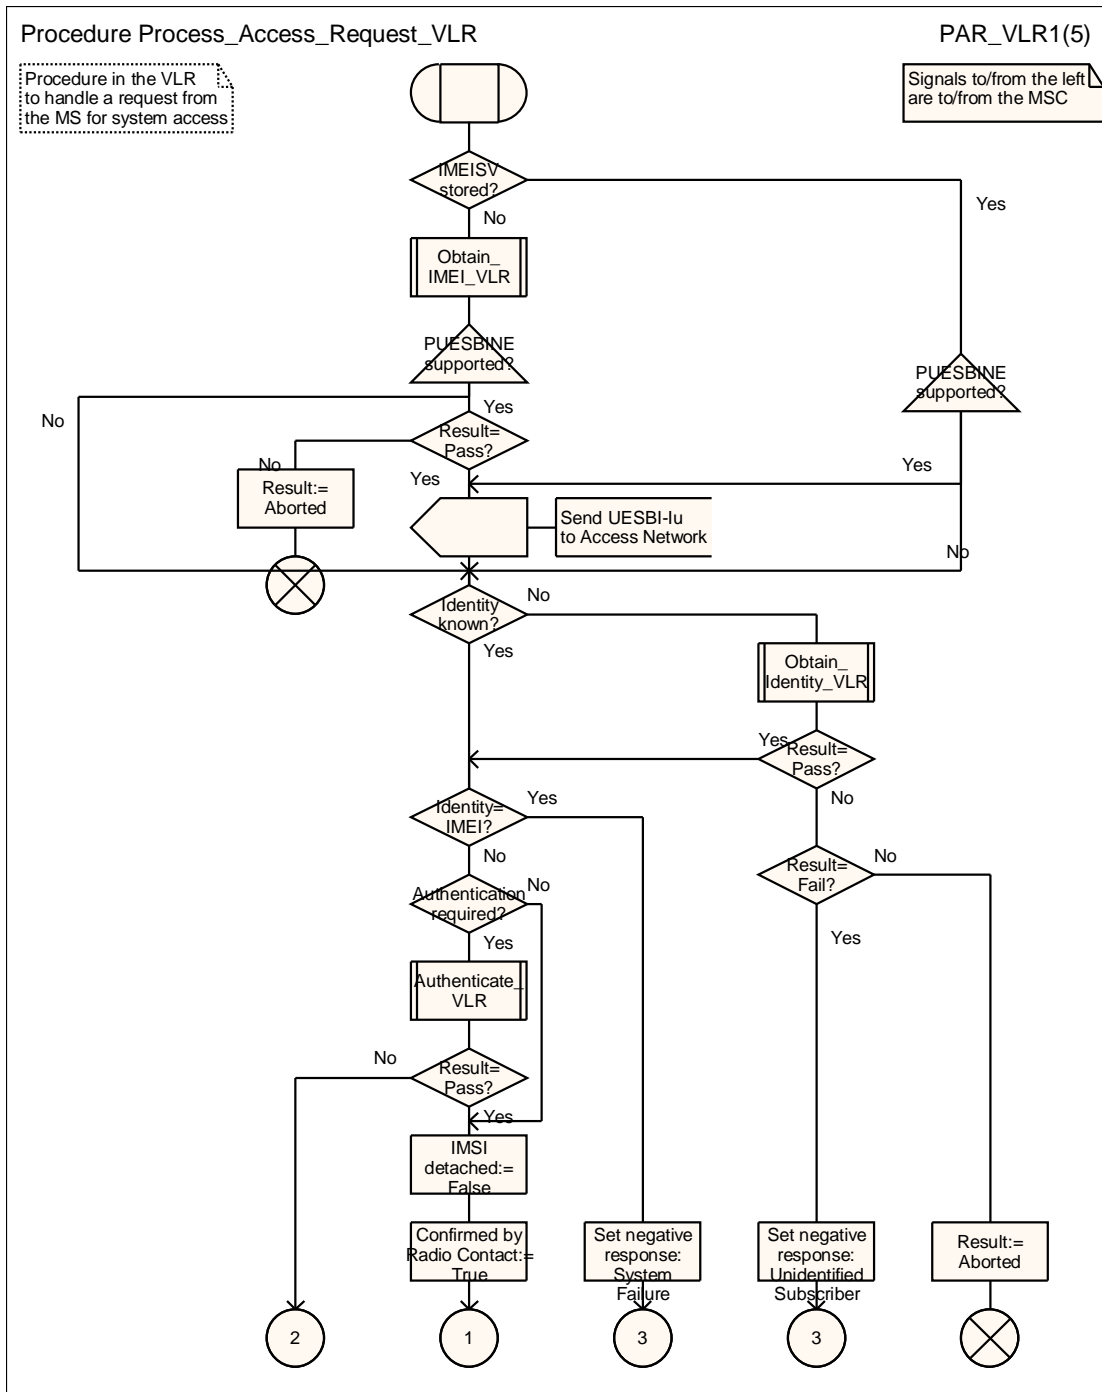 Procedure Process_Access_Request_VLR
PAR_VLR1(5)
Procedure in the VLR
to handle a request from
the MS for system access
Signals to/from the left
are to/from the MSC
IMEISV
stored?
Yes
No
Obtain_
IMEI_VLR
PUESBINE
supported?
PUESBINE
supported?
No
Yes
Result=
Pass?
No
Yes
Yes
Result:=
Aborted
Send UESBI-Iu
to Access Network
No
Identity
known?
No
Yes
Obtain_
Identity_VLR
Yes
Result=
Pass?
No
Identity=
IMEI?
Yes
No
Result=
Fail?
No
Yes
Authentication
required?
No
Yes
Authenticate_
VLR
No
Result=
Pass?
Yes
IMSI
detached:=
False
Confirmed by
Radio Contact:=
True
Set negative
response:
System
Failure
Set negative
response:
Unidentified
Subscriber
Result:=
Aborted
2
1
3
3